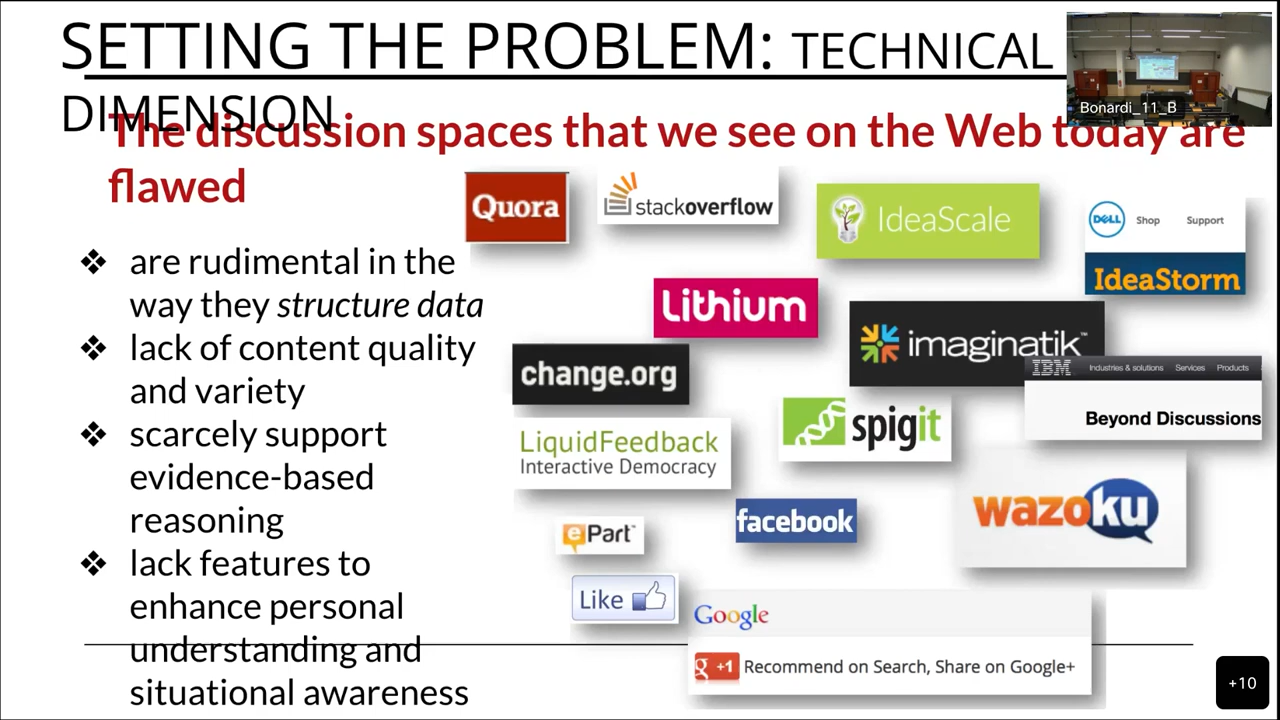 SETTING THE PROBLEM: TECHNICAL
DIMENSION
Bonardi_11_B
The discussion spaces that we see on the Web today are
flawed
❖ are rudimental in the
way they structure data
❖ lack of content quality
and variety
❖ scarcely support
evidence-based
reasoning
❖ lack features to
enhance personal
understanding and
situational awareness
Quora
stackoverflow
IdeaScale
DELL Shop Support
IdeaStorm
Lithium
imaginatik™
change.org
IBM Industries & solutions Services Products
Beyond Discussions
spigit
LiquidFeedback
Interactive Democracy
wazoku
facebook
ePart™
Like
Google
g +1 Recommend on Search, Share on Google+
+10